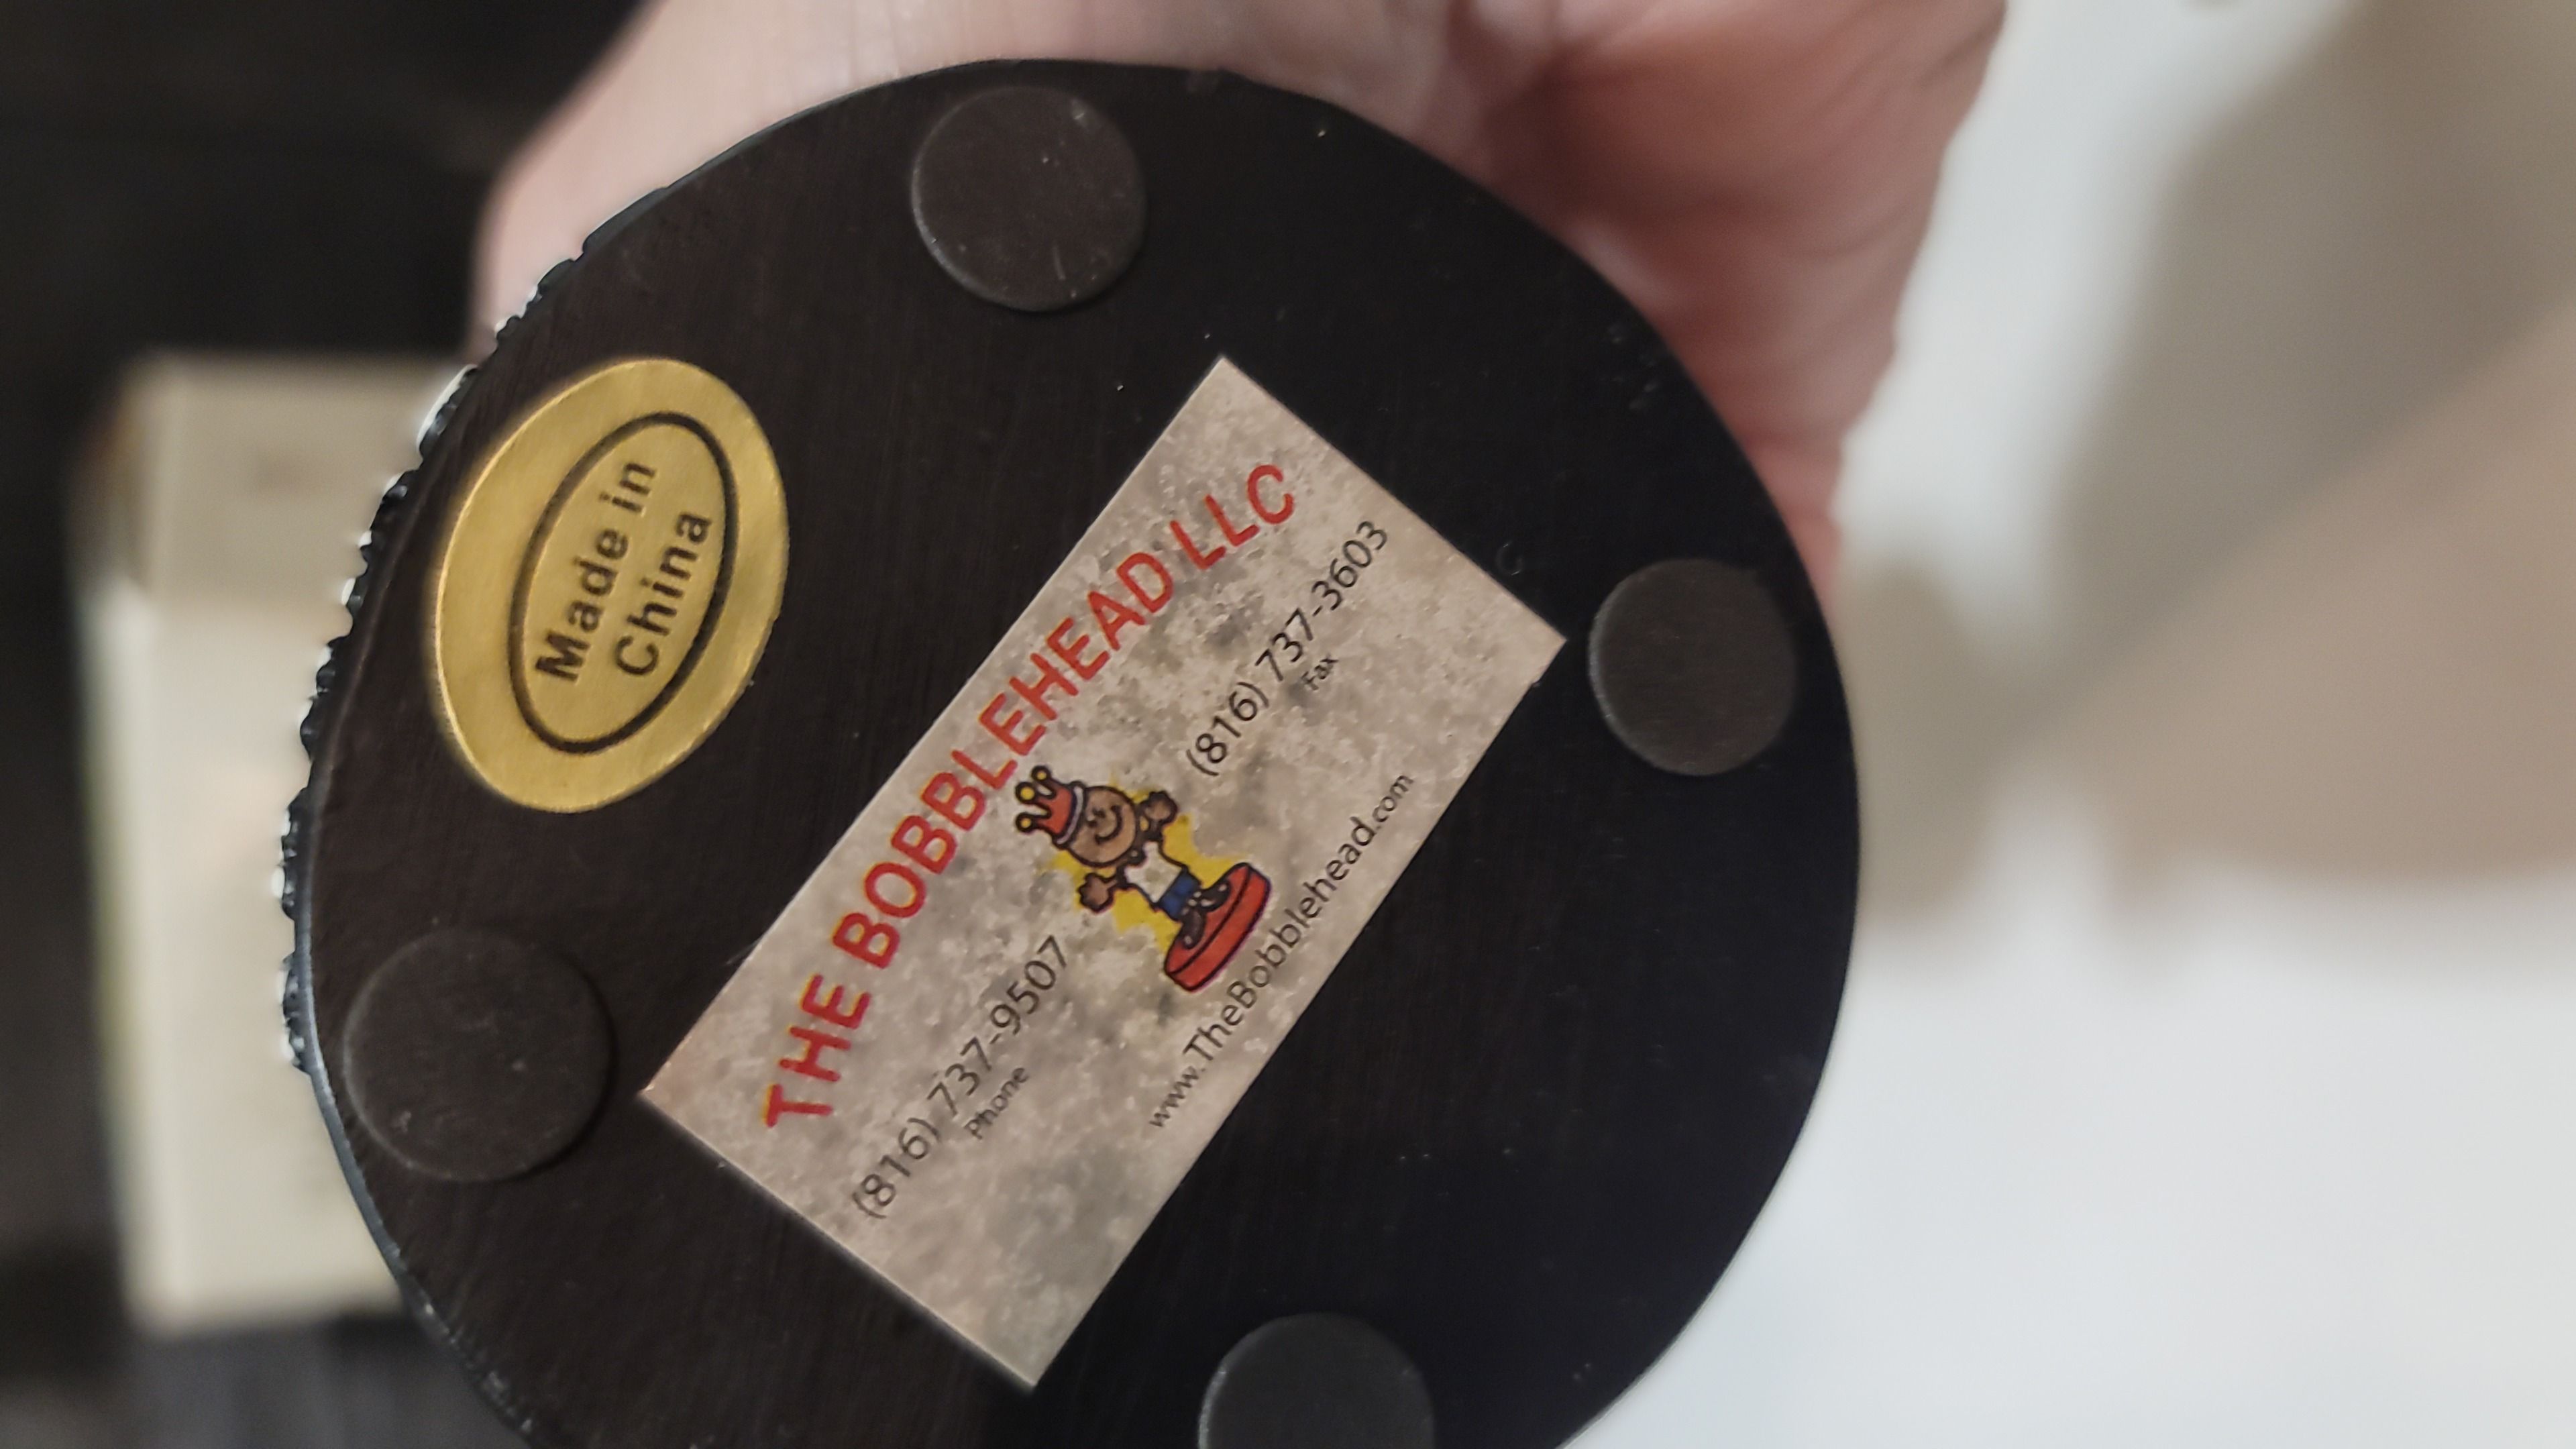 Made in
China
THE BOBBLEHEAD LLC
(816) 737-9507
Phone
(816) 737-3603
Fax
www.TheBobblehead.com